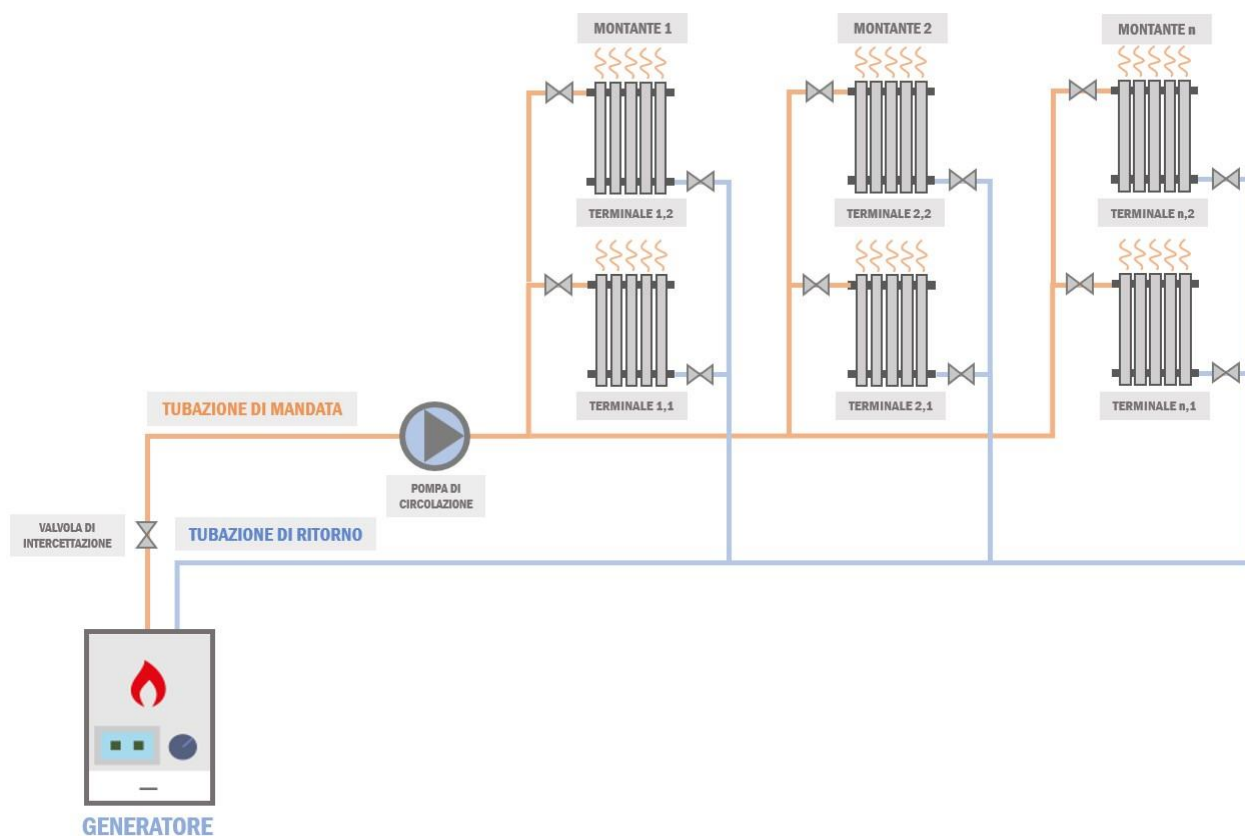 MONTANTE 1
MONTANTE 2
MONTANTE n
TERMINALE 1,2
TERMINALE 2,2
TERMINALE n,2
TERMINALE 1,1
TERMINALE 2,1
TERMINALE n,1
TUBAZIONE DI MANDATA
POMPA DI
CIRCOLAZIONE
VALVOLA DI
INTERCETTAZIONE
TUBAZIONE DI RITORNO
GENERATORE